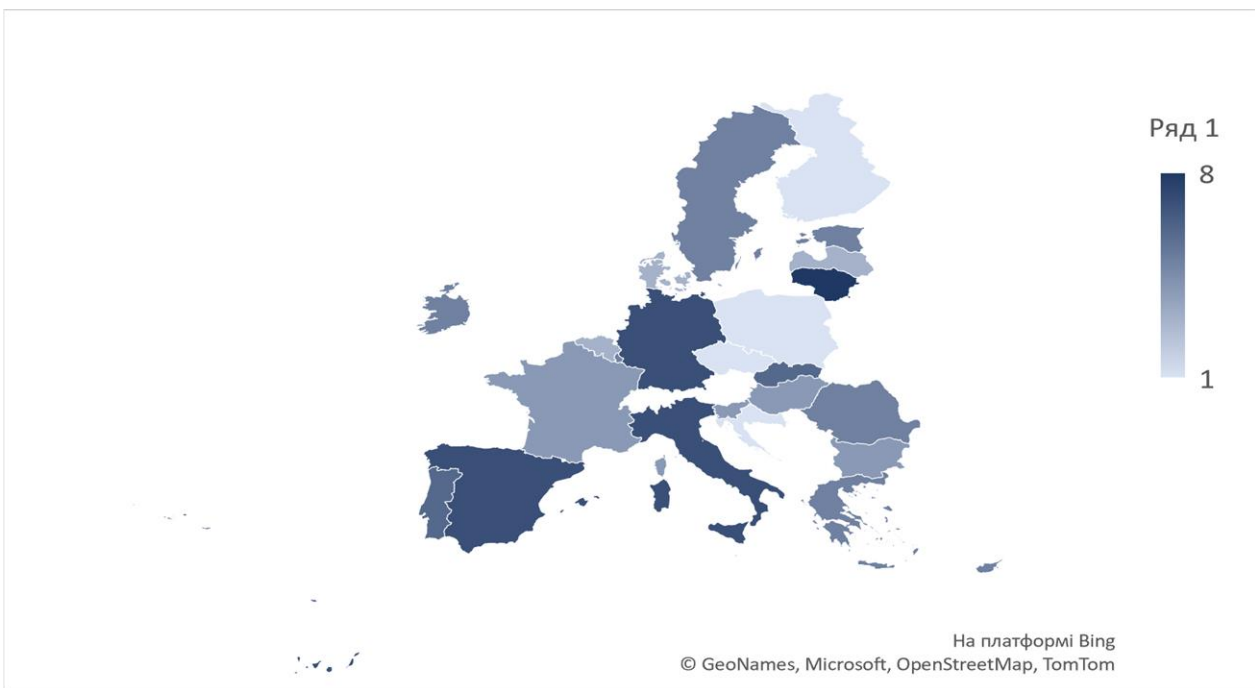 Ряд 1
8
1
На платформі Bing
© GeoNames, Microsoft, OpenStreetMap, TomTom